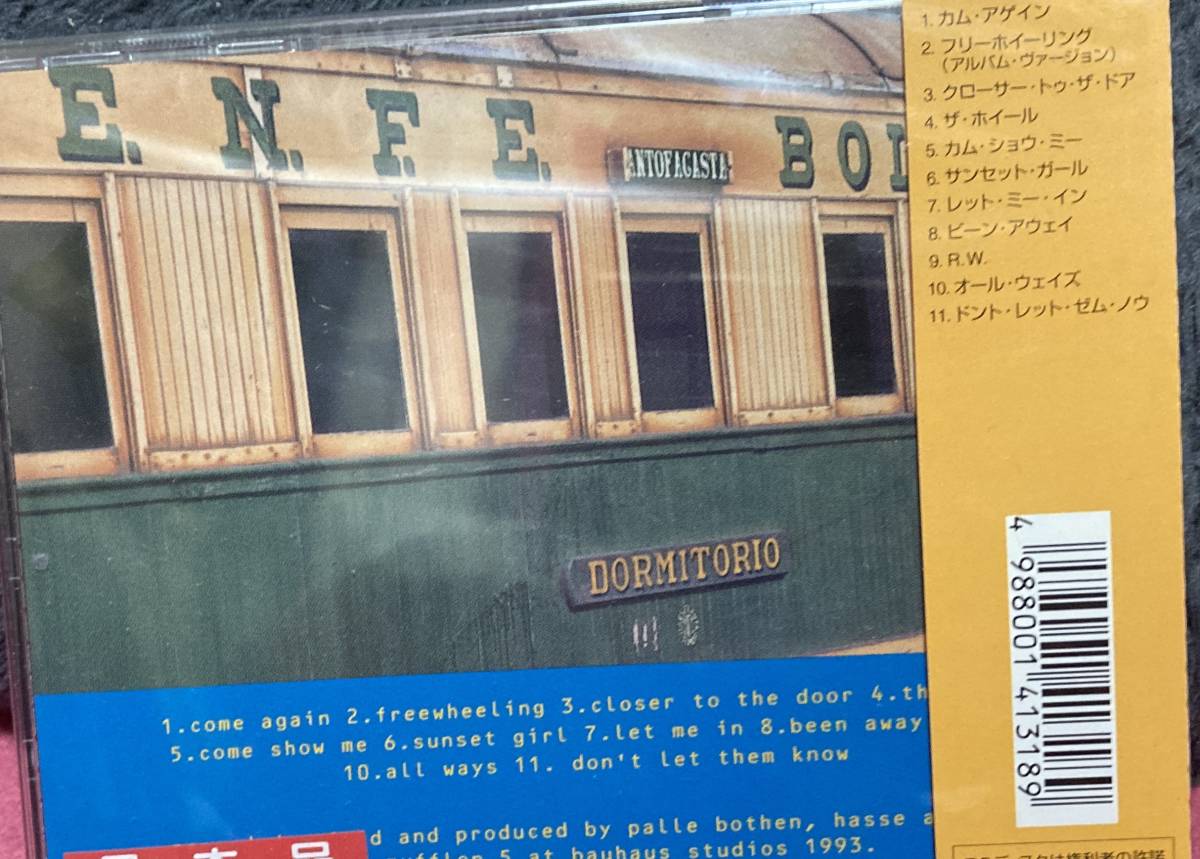 E. N. F. E. BOL
ANTOFAGASTA
DORMITORIO
1.come again 2.freewheeling 3.closer to the door 4.th
5.come show me 6.sunset girl 7.let me in 8.been away
10.all ways 11. don't let them know
d and produced by palle bothen, hasse a
5 at bauhaus studios 1993.
1. カム・アゲイン
2. フリーホイーリング
(アルバム・ヴァージョン)
3. クローサー・トゥ・ザ・ドア
4. ザ・ホイール
5. カム・ショウ・ミー
6. サンセット・ガール
7. レット・ミー・イン
8. ビーン・アウェイ
9. R.W.
10. オール・ウェイズ
11. ドント・レット・ゼム・ノウ
4 988001 413189